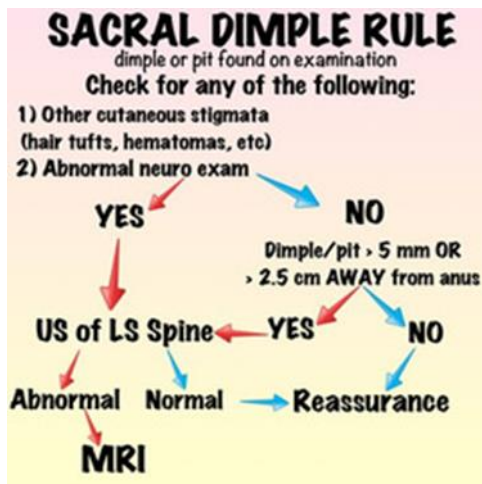 SACRAL DIMPLE RULE
dimple or pit found on examination
Check for any of the following:
1) Other cutaneous stigmata
(hair tufts, hematomas, etc)
2) Abnormal neuro exam
YES
NO
Dimple/pit > 5 mm OR
> 2.5 cm AWAY from anus
US of LS Spine
YES
NO
Abnormal
Normal
Reassurance
MRI